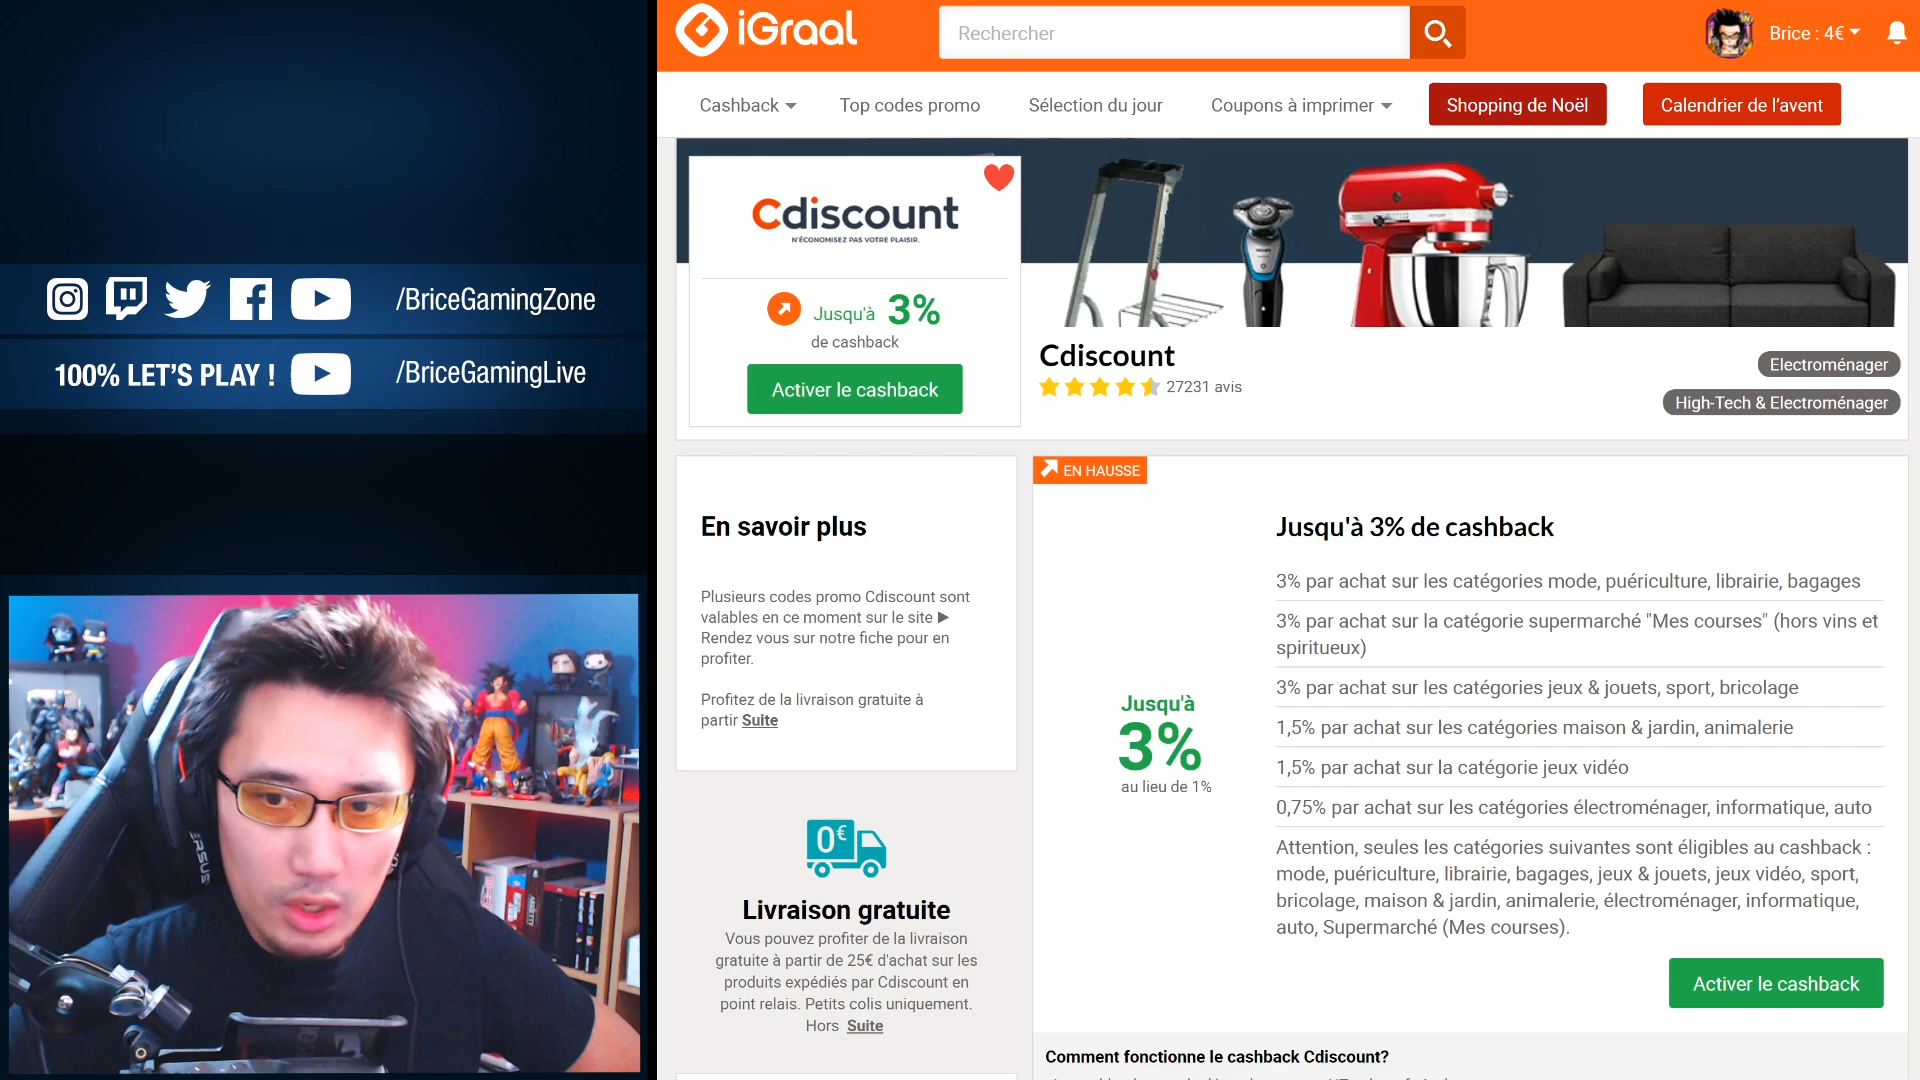 /BriceGamingZone
100% LET'S PLAY !
/BriceGamingLive
iGraal
Rechercher
Brice : 4€
Cashback
Top codes promo
Sélection du jour
Coupons à imprimer
Shopping de Noël
Calendrier de l'avent
Cdiscount
N'ÉCONOMISEZ PAS VOTRE PLAISIR.
Jusqu'à 3%
de cashback
Activer le cashback
Cdiscount
27231 avis
Electroménager
High-Tech & Electroménager
En savoir plus
Plusieurs codes promo Cdiscount sont
valables en ce moment sur le site ▶
Rendez vous sur notre fiche pour en
profiter.
Profitez de la livraison gratuite à
partir Suite
0€
Livraison gratuite
Vous pouvez profiter de la livraison
gratuite à partir de 25€ d'achat sur les
produits expédiés par Cdiscount en
point relais. Petits colis uniquement.
Hors Suite
EN HAUSSE
Jusqu'à
3%
au lieu de 1%
Jusqu'à 3% de cashback
3% par achat sur les catégories mode, puériculture, librairie, bagages
3% par achat sur la catégorie supermarché "Mes courses" (hors vins et
spiritueux)
3% par achat sur les catégories jeux & jouets, sport, bricolage
1,5% par achat sur les catégories maison & jardin, animalerie
1,5% par achat sur la catégorie jeux vidéo
0,75% par achat sur les catégories électroménager, informatique, auto
Attention, seules les catégories suivantes sont éligibles au cashback :
mode, puériculture, librairie, bagages, jeux & jouets, jeux vidéo, sport,
bricolage, maison & jardin, animalerie, électroménager, informatique,
auto, Supermarché (Mes courses).
Activer le cashback
Comment fonctionne le cashback Cdiscount?